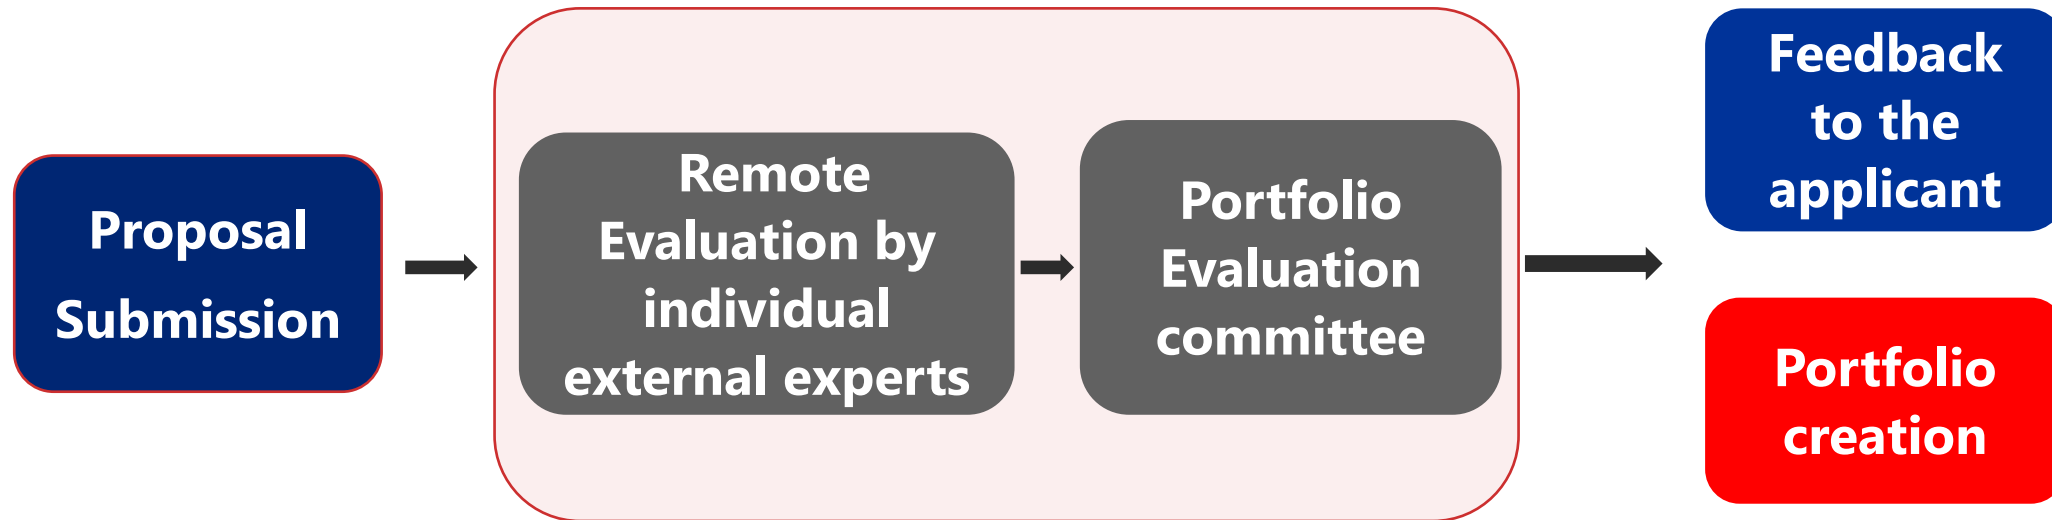 Proposal
Submission
Remote
Evaluation by
individual
external experts
Portfolio
Evaluation
committee
Feedback
to the
applicant
Portfolio
creation